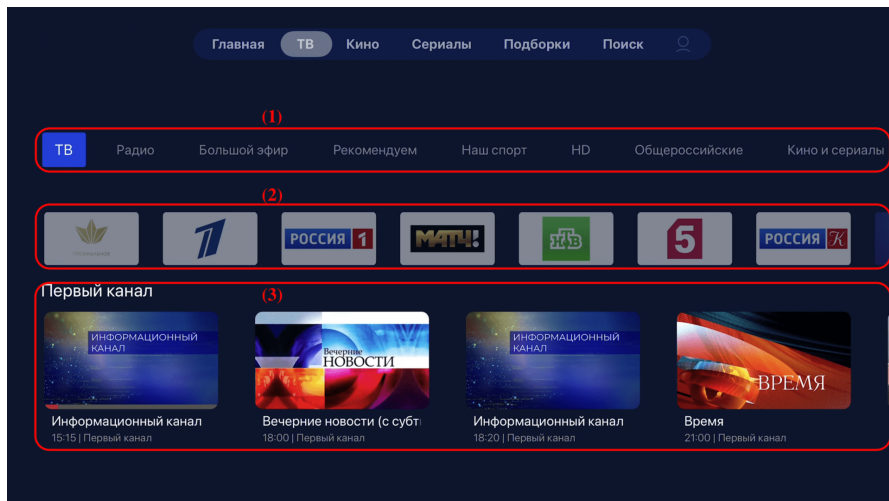 Главная ТВ Кино Сериалы Подборки Поиск
(1)
ТВ Радио Большой эфир Рекомендуем Наш спорт HD Общероссийские Кино и сериалы
(2)
1 РОССИЯ 1 МАТЧ! НТВ 5 РОССИЯ К
(3)
Первый канал
ИНФОРМАЦИОННЫЙ
КАНАЛ
Вечерние
НОВОСТИ
ИНФОРМАЦИОННЫЙ
КАНАЛ
ВРЕМЯ
Информационный канал Вечерние новости (с субт Информационный канал Время
15:15 | Первый канал 18:00 | Первый канал 18:20 | Первый канал 21:00 | Первый канал